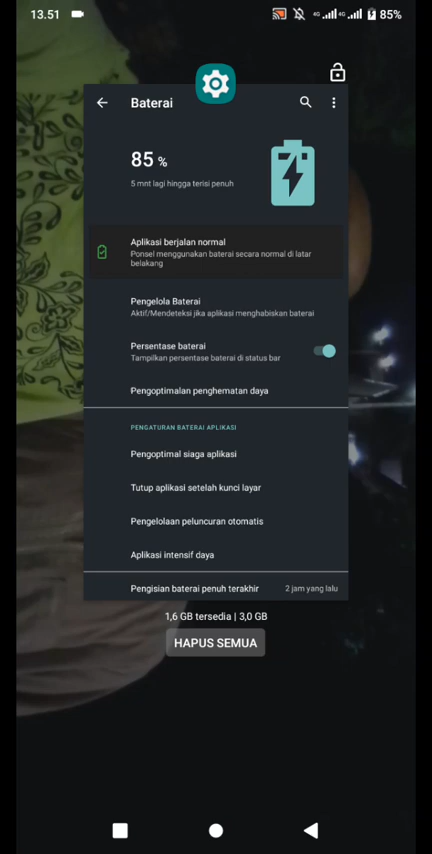 13.51
4G 4G 85%
Baterai
85 %
5 mnt lagi hingga terisi penuh
Aplikasi berjalan normal
Ponsel menggunakan baterai secara normal di latar
belakang
Pengelola Baterai
Aktif/Mendeteksi jika aplikasi menghabiskan baterai
Persentase baterai
Tampilkan persentase baterai di status bar
Pengoptimalan penghematan daya
PENGATURAN BATERAI APLIKASI
Pengoptimal siaga aplikasi
Tutup aplikasi setelah kunci layar
Pengelolaan peluncuran otomatis
Aplikasi intensif daya
Pengisian baterai penuh terakhir 2 jam yang lalu
1,6 GB tersedia | 3,0 GB
HAPUS SEMUA